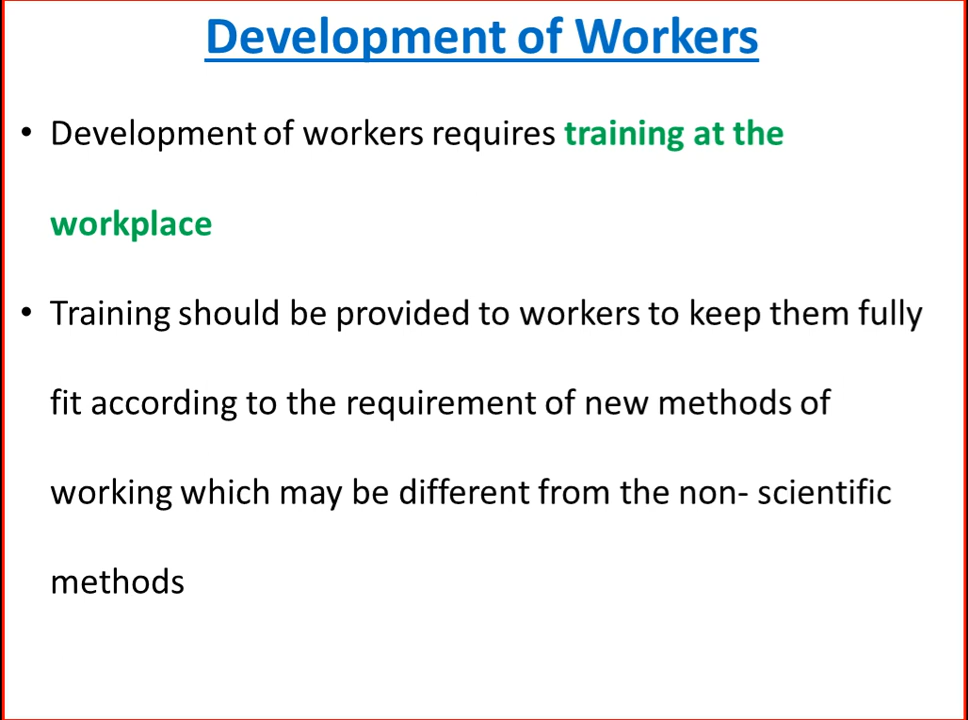 Development of Workers
• Development of workers requires training at the
workplace
• Training should be provided to workers to keep them fully
fit according to the requirement of new methods of
working which may be different from the non- scientific
methods